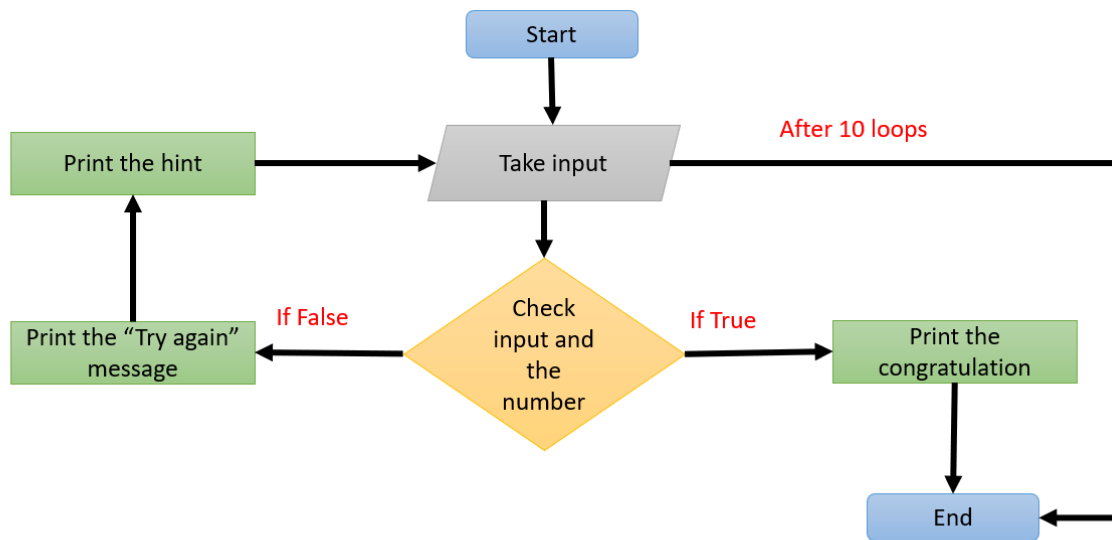 Start
After 10 loops
Print the hint
Take input
If False
If True
Check
input and
the
number
Print the “Try again”
message
Print the
congratulation
End